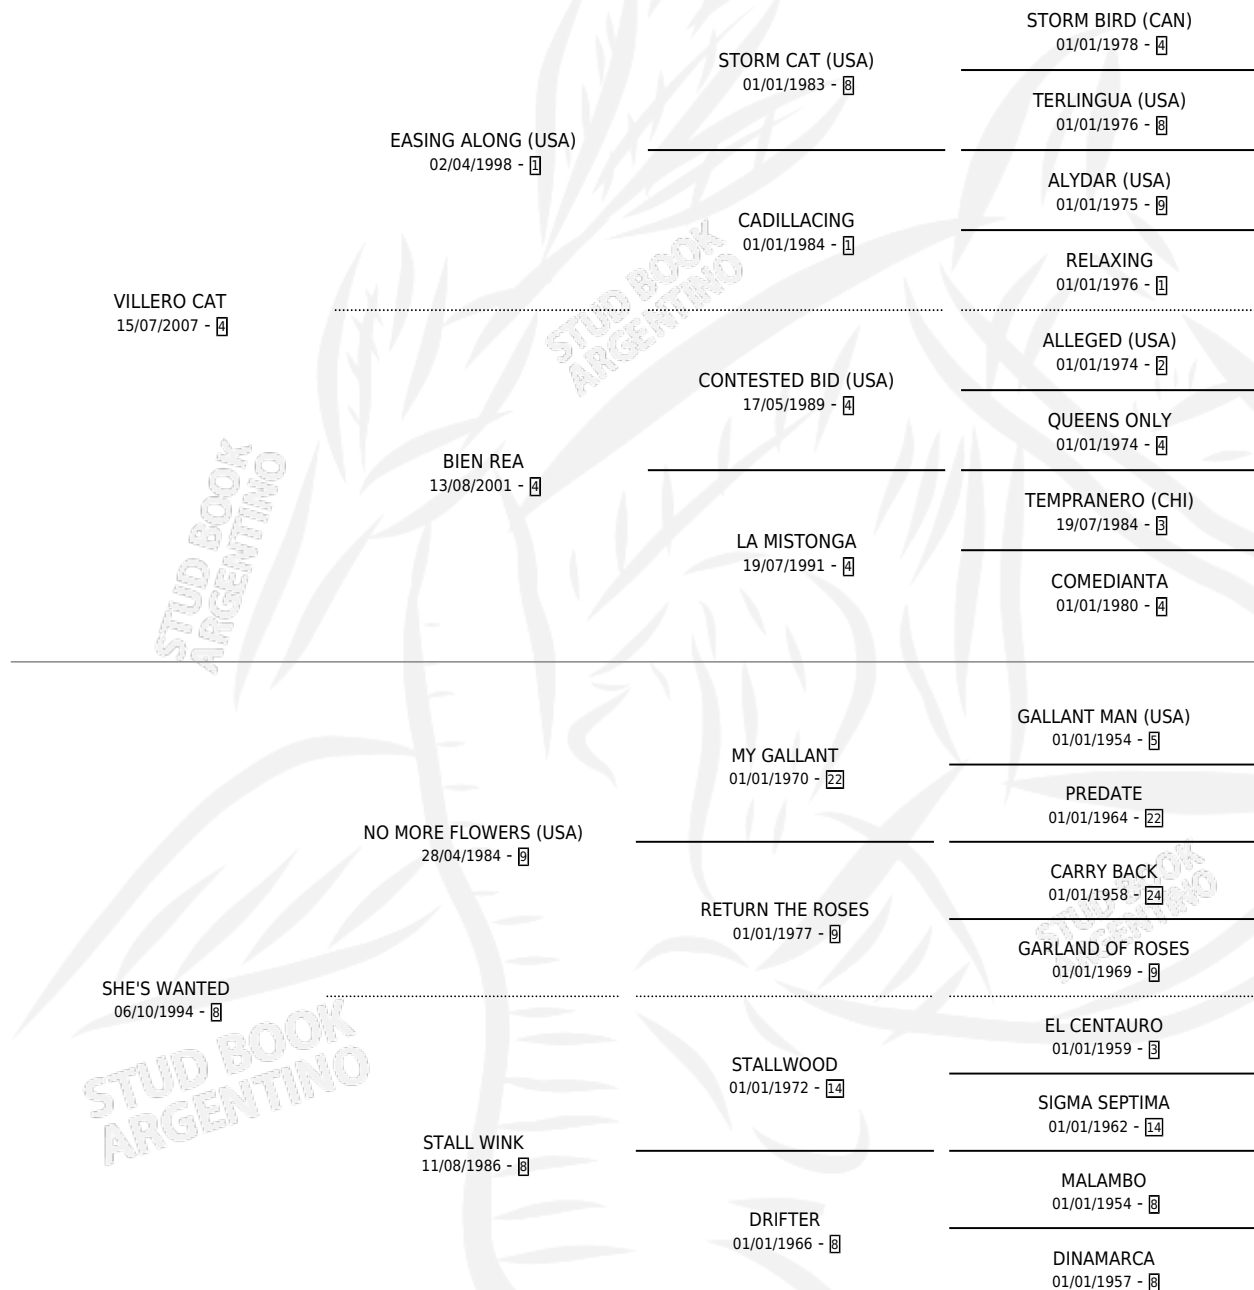 STORM BIRD (CAN)
01/01/1978 - 4
STORM CAT (USA)
01/01/1983 - 8
TERLINGUA (USA)
01/01/1976 - 8
EASING ALONG (USA)
02/04/1998 - 1
ALYDAR (USA)
01/01/1975 - 9
CADILLACING
01/01/1984 - 1
RELAXING
01/01/1976 - 1
VILLERO CAT
15/07/2007 - 4
STUD BOOK
ARGENTINO
ALLEGED (USA)
01/01/1974 - 2
CONTESTED BID (USA)
17/05/1989 - 4
QUEENS ONLY
01/01/1974 - 4
BIEN REA
13/08/2001 - 4
TEMPRANERO (CHI)
19/07/1984 - 3
LA MISTONGA
19/07/1991 - 4
COMEDIANTA
01/01/1980 - 4
STUD BOOK
ARGENTINO
GALLANT MAN (USA)
01/01/1954 - 5
MY GALLANT
01/01/1970 - 22
PREDATE
01/01/1964 - 22
NO MORE FLOWERS (USA)
28/04/1984 - 9
CARRY BACK
01/01/1958 - 24
RETURN THE ROSES
01/01/1977 - 9
STUD BOOK
ARGENTINO
GARLAND OF ROSES
01/01/1969 - 9
SHE'S WANTED
06/10/1994 - 8
EL CENTAURO
01/01/1959 - 3
STALLWOOD
01/01/1972 - 14
SIGMA SEPTIMA
01/01/1962 - 14
STUD BOOK
ARGENTINO
STALL WINK
11/08/1986 - 8
MALAMBO
01/01/1954 - 8
DRIFTER
01/01/1966 - 8
DINAMARCA
01/01/1957 - 8